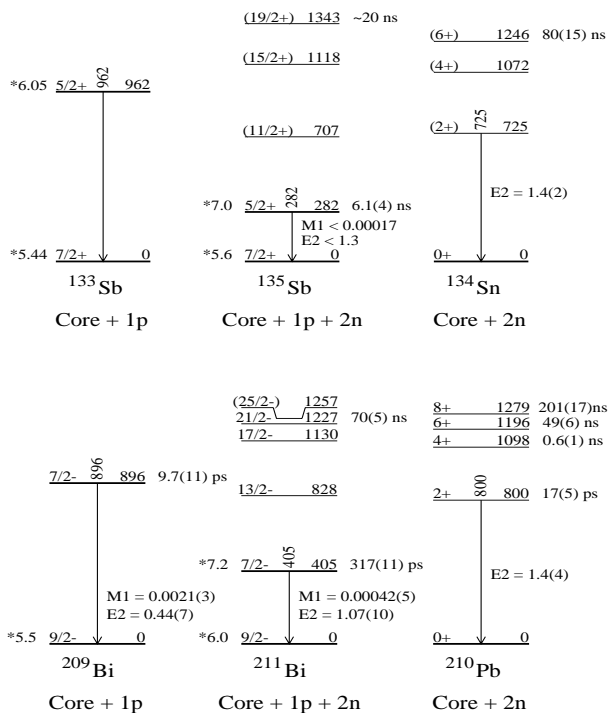 (19/2+) 1343 ~20 ns
(15/2+) 1118
(11/2+) 707
(6+) 1246 80(15) ns
(4+) 1072
(2+) 725
725
E2 = 1.4(2)
*6.05 5/2+ 962 962
*7.0 5/2+ 282 282 6.1(4) ns
M1 < 0.00017
E2 < 1.3
*5.44 7/2+ 0
*5.6 7/2+ 0
0+ 0
133Sb
135Sb
134Sn
Core + 1p
Core + 1p + 2n
Core + 2n
(25/2-) 1257
21/2- 1227 70(5) ns
17/2- 1130
13/2- 828
8+ 1279 201(17)ns
6+ 1196 49(6) ns
4+ 1098 0.6(1) ns
2+ 800 800 17(5) ps
E2 = 1.4(4)
7/2- 896 896 9.7(11) ps
M1 = 0.0021(3)
E2 = 0.44(7)
*7.2 7/2- 405 405 317(11) ps
M1 = 0.00042(5)
E2 = 1.07(10)
*5.5 9/2- 0
*6.0 9/2- 0
0+ 0
209Bi
211Bi
210Pb
Core + 1p
Core + 1p + 2n
Core + 2n